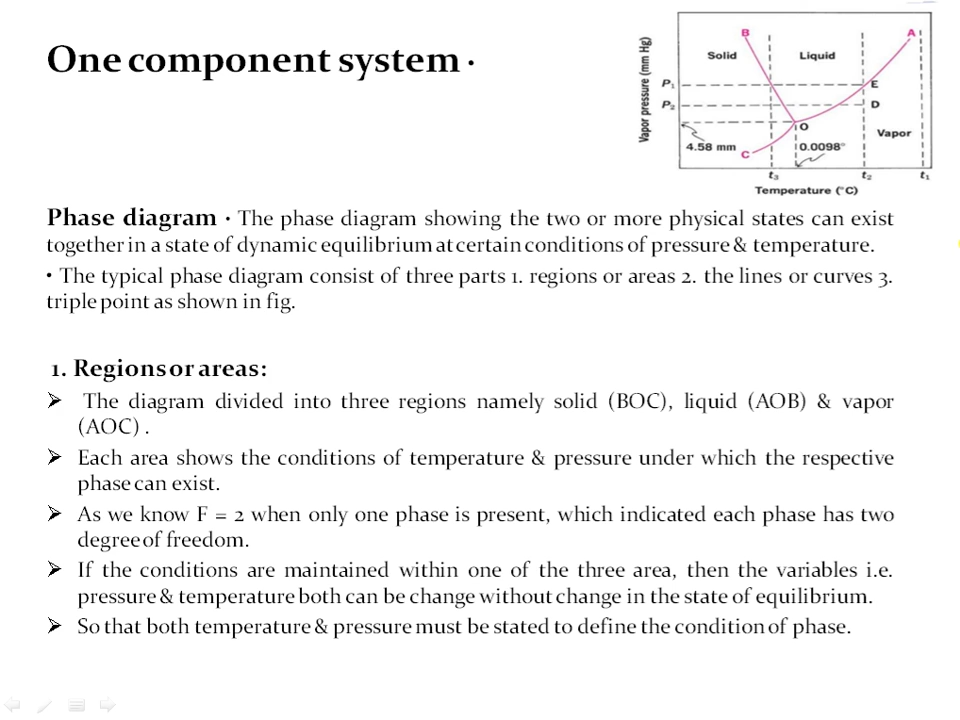 One component system ·
B
A
Solid
Liquid
P₁
E
P₂
D
O
Vapor
4.58 mm
0.0098°
C
t₃
t₂
t₁
Vapor pressure (mm Hg)
Temperature (°C)
Phase diagram · The phase diagram showing the two or more physical states can exist
together in a state of dynamic equilibrium at certain conditions of pressure & temperature.
• The typical phase diagram consist of three parts 1. regions or areas 2. the lines or curves 3.
triple point as shown in fig.
1. Regions or areas:
➢ The diagram divided into three regions namely solid (BOC), liquid (AOB) & vapor
(AOC) .
➢ Each area shows the conditions of temperature & pressure under which the respective
phase can exist.
➢ As we know F = 2 when only one phase is present, which indicated each phase has two
degree of freedom.
➢ If the conditions are maintained within one of the three area, then the variables i.e.
pressure & temperature both can be change without change in the state of equilibrium.
➢ So that both temperature & pressure must be stated to define the condition of phase.